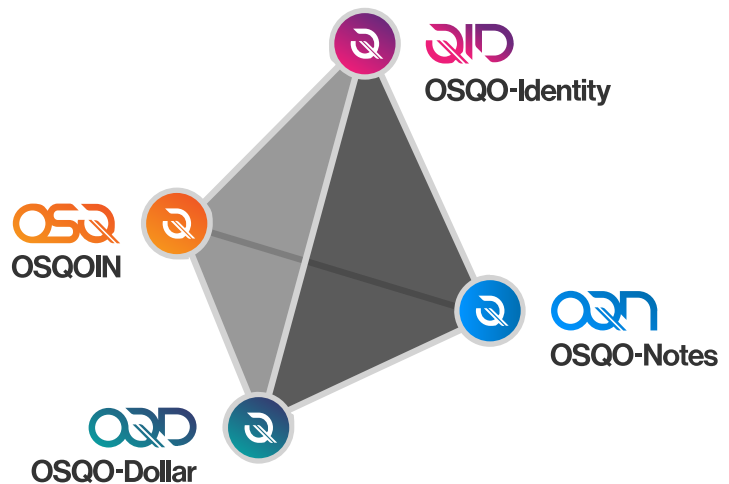 QID
OSQO-Identity
OSQ
OSQOIN
OQN
OSQO-Notes
OQD
OSQO-Dollar